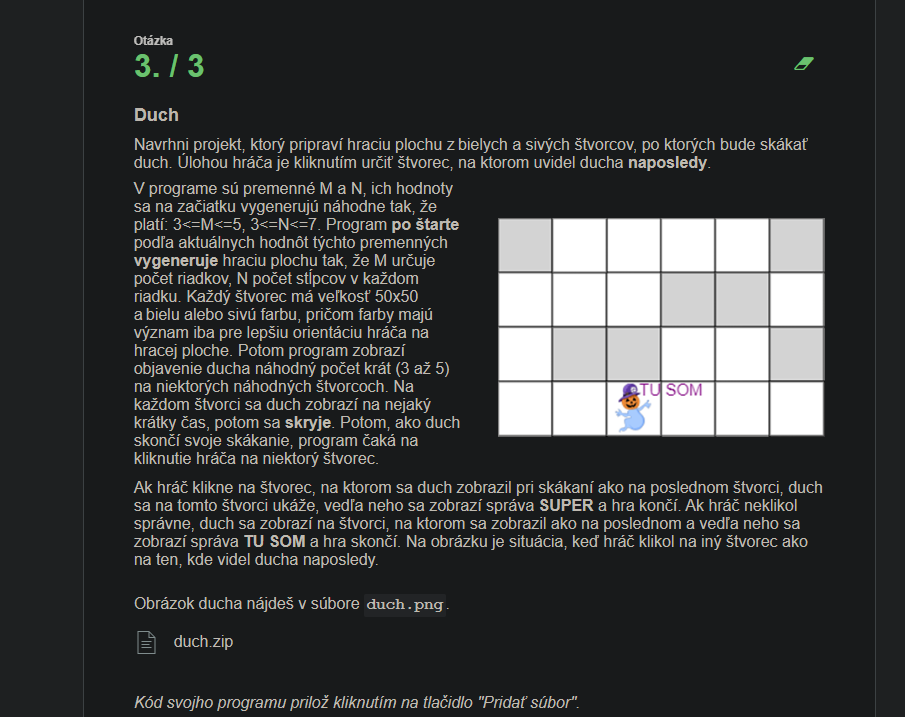 Otázka
3. / 3
Duch
Navrhni projekt, ktorý pripraví hraciu plochu z bielych a sivých štvorcov, po ktorých bude skákať
duch. Úlohou hráča je kliknutím určiť štvorec, na ktorom uvidel ducha naposledy.
V programe sú premenné M a N, ich hodnoty
sa na začiatku vygenerujú náhodne tak, že
platí: 3<=M<=5, 3<=N<=7. Program po štarte
podľa aktuálnych hodnôt týchto premenných
vygeneruje hraciu plochu tak, že M určuje
počet riadkov, N počet stĺpcov v každom
riadku. Každý štvorec má veľkosť 50x50
a bielu alebo sivú farbu, pričom farby majú
význam iba pre lepšiu orientáciu hráča na
hracej ploche. Potom program zobrazí
objavenie ducha náhodný počet krát (3 až 5)
na niektorých náhodných štvorcoch. Na
každom štvorci sa duch zobrazí na nejaký
krátky čas, potom sa skryje. Potom, ako duch
skončí svoje skákanie, program čaká na
kliknutie hráča na niektorý štvorec.
TU SOM
Ak hráč klikne na štvorec, na ktorom sa duch zobrazil pri skákaní ako na poslednom štvorci, duch
sa na tomto štvorci ukáže, vedľa neho sa zobrazí správa SUPER a hra končí. Ak hráč neklikol
správne, duch sa zobrazí na štvorci, na ktorom sa zobrazil ako na poslednom a vedľa neho sa
zobrazí správa TU SOM a hra skončí. Na obrázku je situácia, keď hráč klikol na iný štvorec ako
na ten, kde videl ducha naposledy.
Obrázok ducha nájdeš v súbore duch.png.
duch.zip
Kód svojho programu prilož kliknutím na tlačidlo "Pridať súbor".